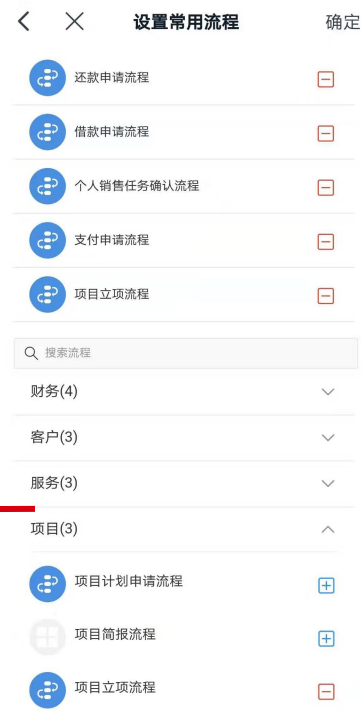 设置常用流程 确定
还款申请流程
借款申请流程
个人销售任务确认流程
支付申请流程
项目立项流程
搜索流程
财务(4)
客户(3)
服务(3)
项目(3)
项目计划申请流程
项目简报流程
项目立项流程